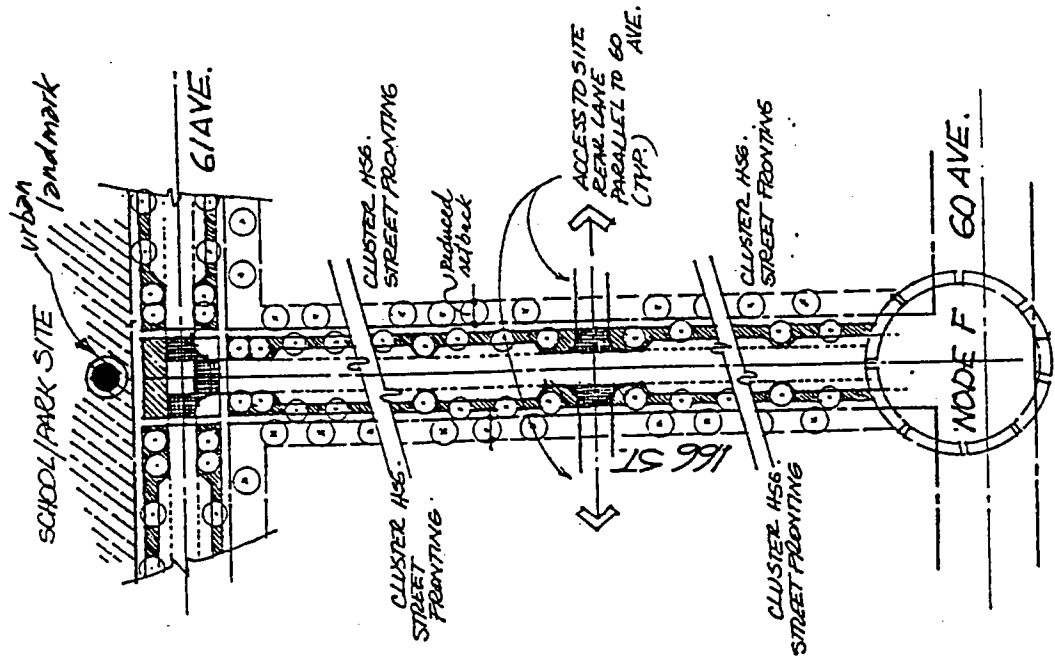 urban
landmark
SCHOOL/PARK SITE
61 AVE.
CLUSTER HSG.
STREET FRONTING
CLUSTER HSG.
STREET
FRONTING
Reduced
setback
ACCESS TO SITE
REAR LANE
PARALLEL TO 60
AVE.
(TYP.)
166 ST.
CLUSTER HSG.
STREET FRONTING
CLUSTER HSG.
STREET FRONTING
NODE F
60 AVE.